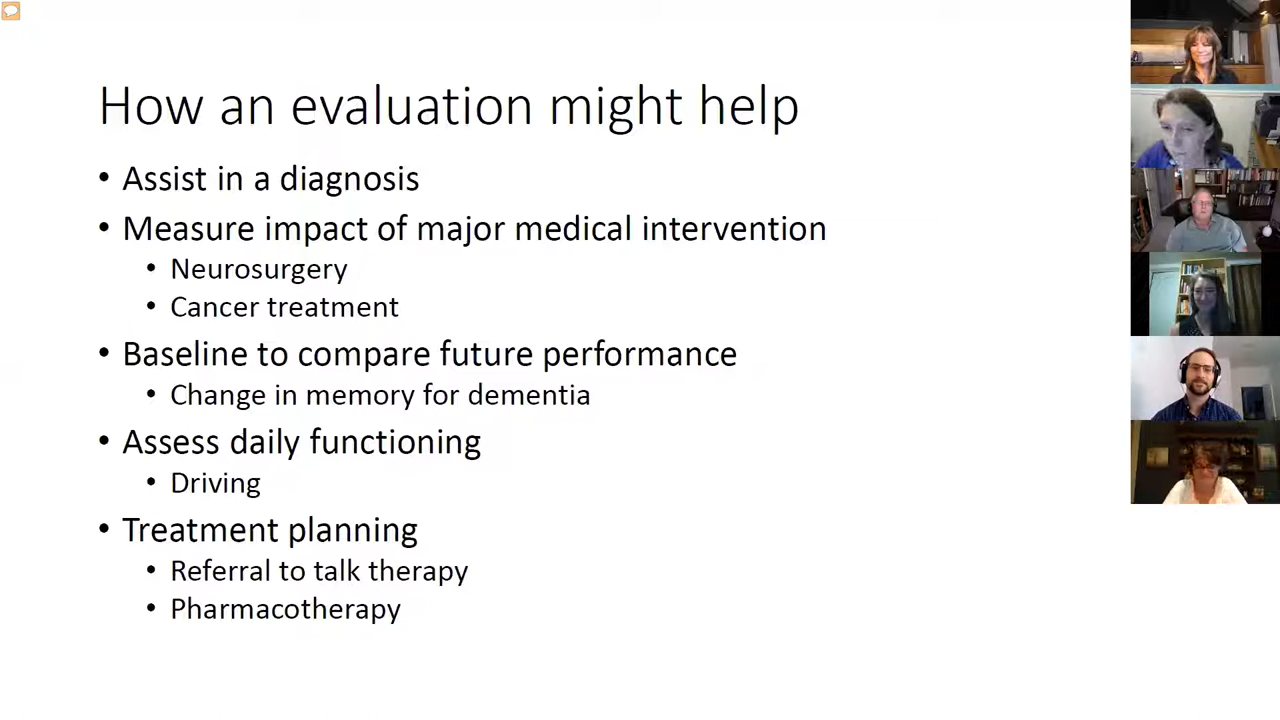 How an evaluation might help
• Assist in a diagnosis
• Measure impact of major medical intervention
• Neurosurgery
• Cancer treatment
• Baseline to compare future performance
• Change in memory for dementia
• Assess daily functioning
• Driving
• Treatment planning
• Referral to talk therapy
• Pharmacotherapy